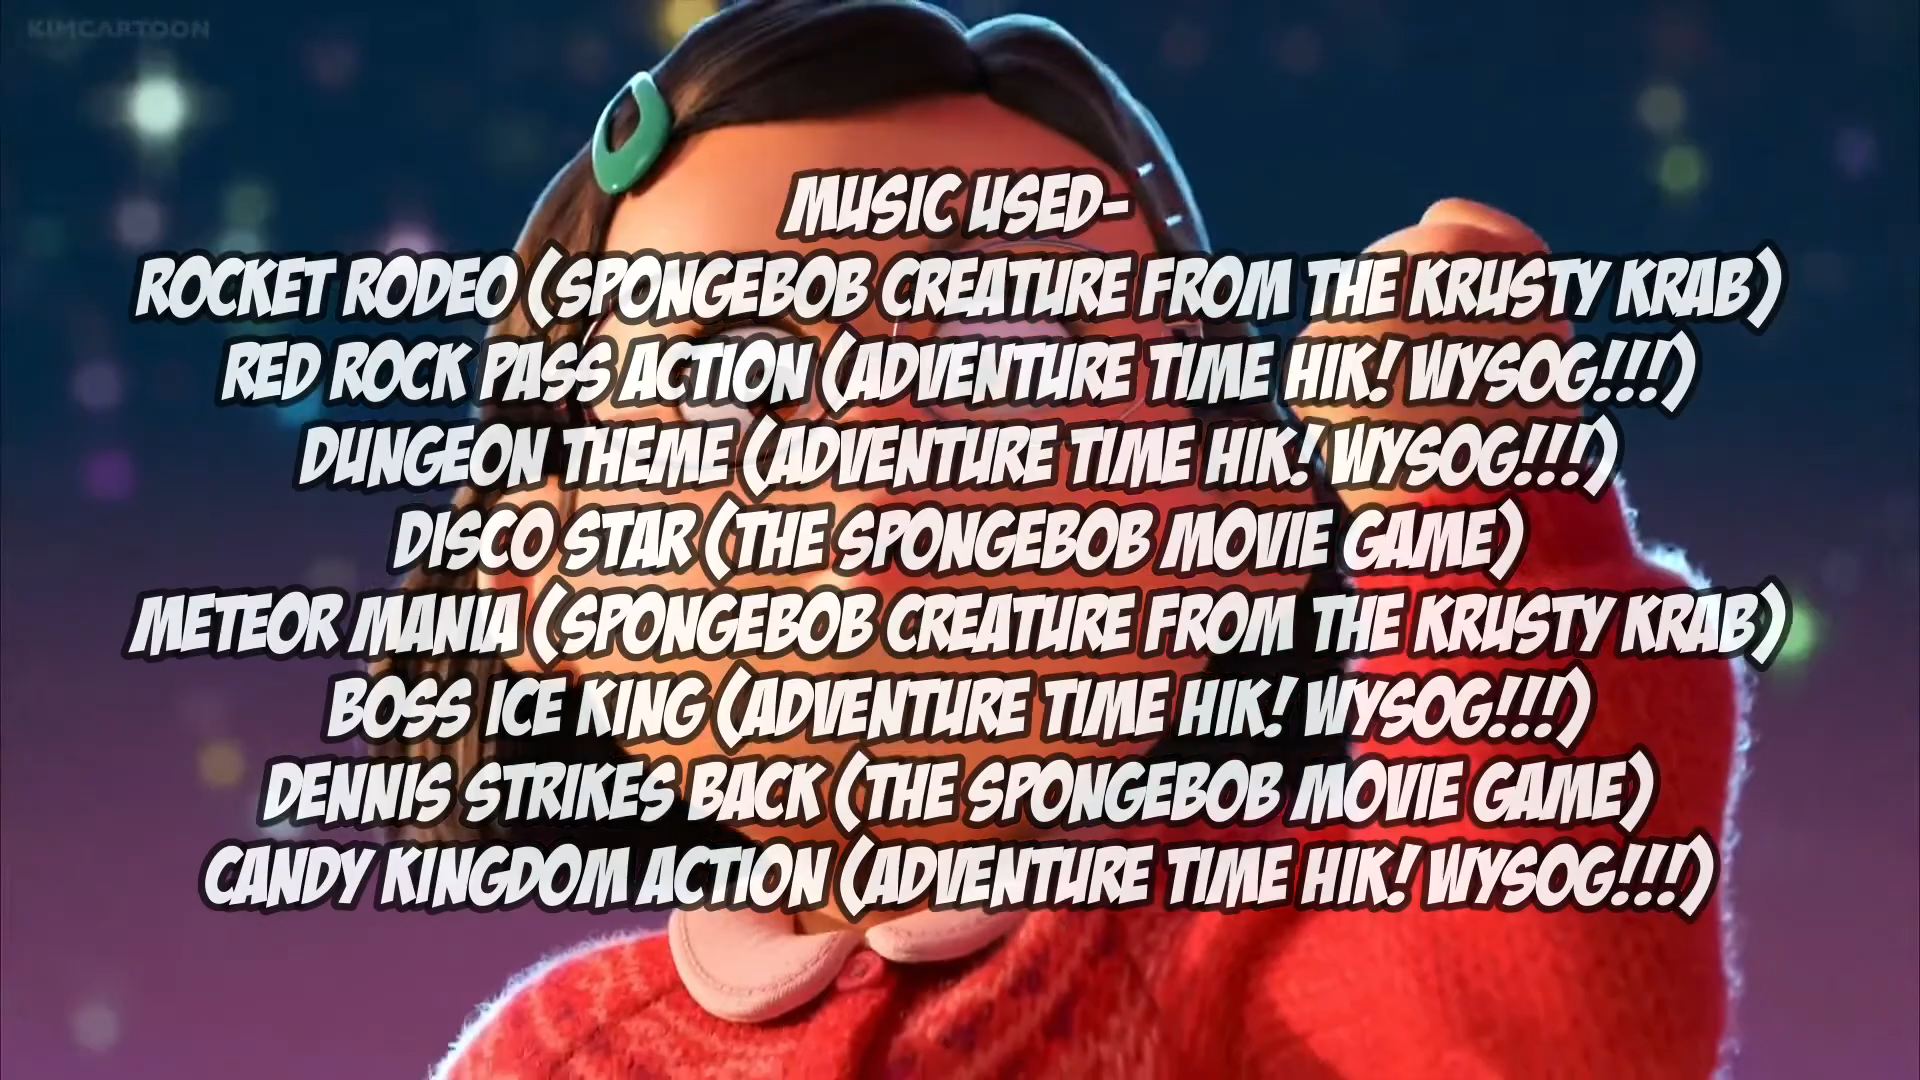 KIMCARTOON
MUSIC USED-
ROCKET RODEO (SPONGEBOB CREATURE FROM THE KRUSTY KRAB)
RED ROCK PASS ACTION (ADVENTURE TIME HIK! WYSOG!!!)
DUNGEON THEME (ADVENTURE TIME HIK! WYSOG!!!)
DISCO STAR (THE SPONGEBOB MOVIE GAME)
METEOR MANIA (SPONGEBOB CREATURE FROM THE KRUSTY KRAB)
BOSS ICE KING (ADVENTURE TIME HIK! WYSOG!!!)
DENNIS STRIKES BACK (THE SPONGEBOB MOVIE GAME)
CANDY KINGDOM ACTION (ADVENTURE TIME HIK! WYSOG!!!)